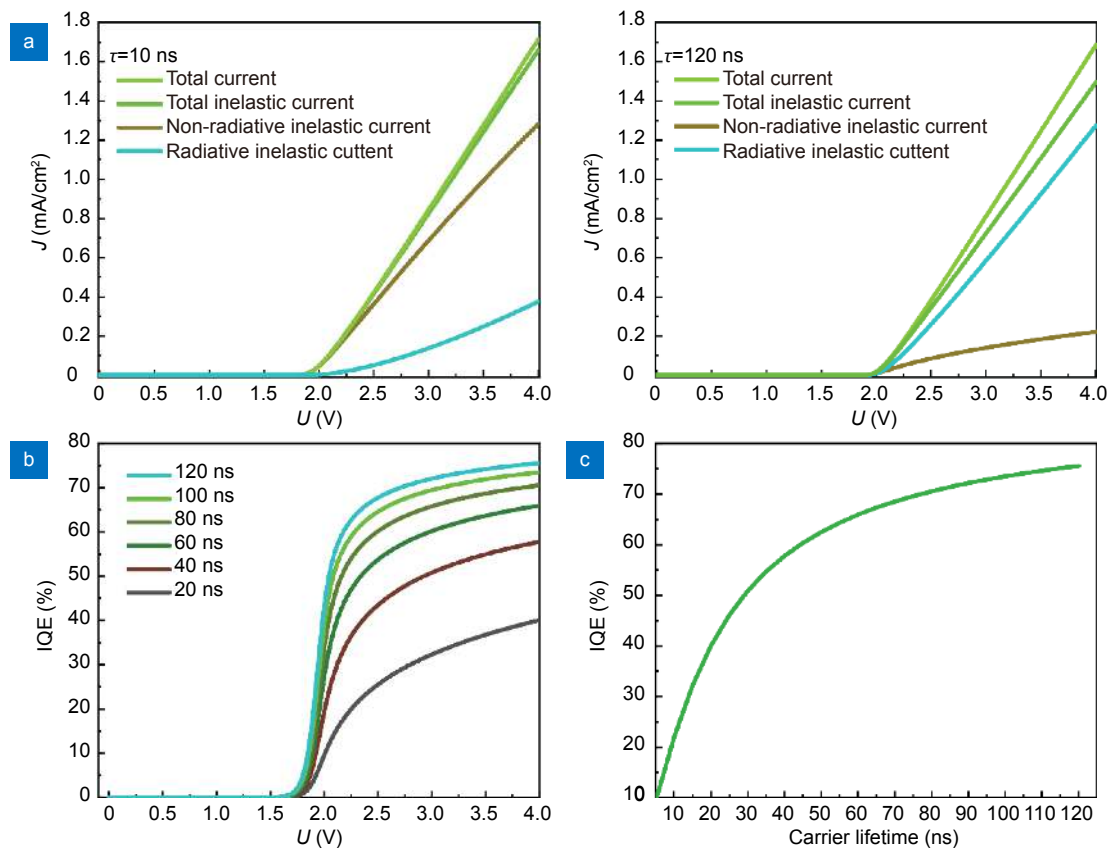 a
1.8
1.6
1.4
1.2
1.0
0.8
0.6
0.4
0.2
0
J (mA/cm²)
τ=10 ns
Total current
Total inelastic current
Non-radiative inelastic current
Radiative inelastic cuttent
0 0.5 1.0 1.5 2.0 2.5 3.0 3.5 4.0
U (V)
1.8
1.6
1.4
1.2
1.0
0.8
0.6
0.4
0.2
0
J (mA/cm²)
τ=120 ns
Total current
Total inelastic current
Non-radiative inelastic current
Radiative inelastic cuttent
0 0.5 1.0 1.5 2.0 2.5 3.0 3.5 4.0
U (V)
b
80
70
60
50
40
30
20
10
0
IQE (%)
120 ns
100 ns
80 ns
60 ns
40 ns
20 ns
0 0.5 1.0 1.5 2.0 2.5 3.0 3.5 4.0
U (V)
c
80
70
60
50
40
30
20
10
IQE (%)
10 20 30 40 50 60 70 80 90 100 110 120
Carrier lifetime (ns)